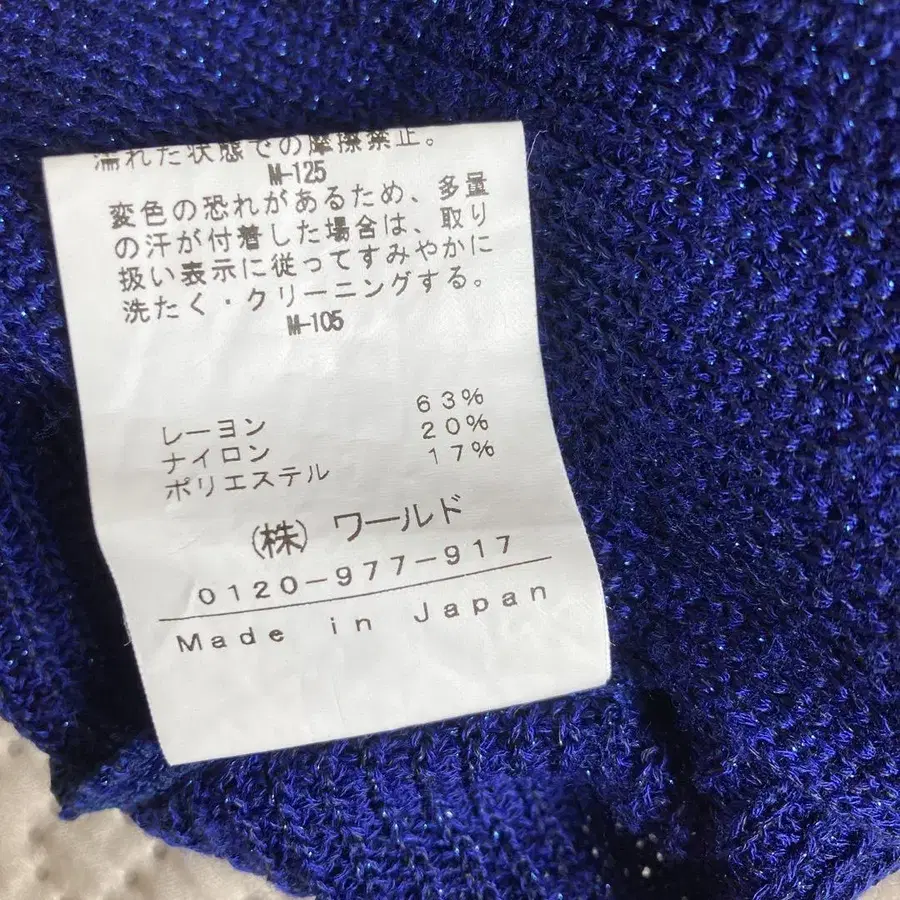 濡れた状態での摩擦禁止。
M-125
変色の恐れがあるため、多量
の汗が付着した場合は、取り
扱い表示に従ってすみやかに
洗たく・クリーニングする。
M-105
レーヨン 63%
ナイロン 20%
ポリエステル 17%
(株) ワールド
0120-977-917
Made in Japan